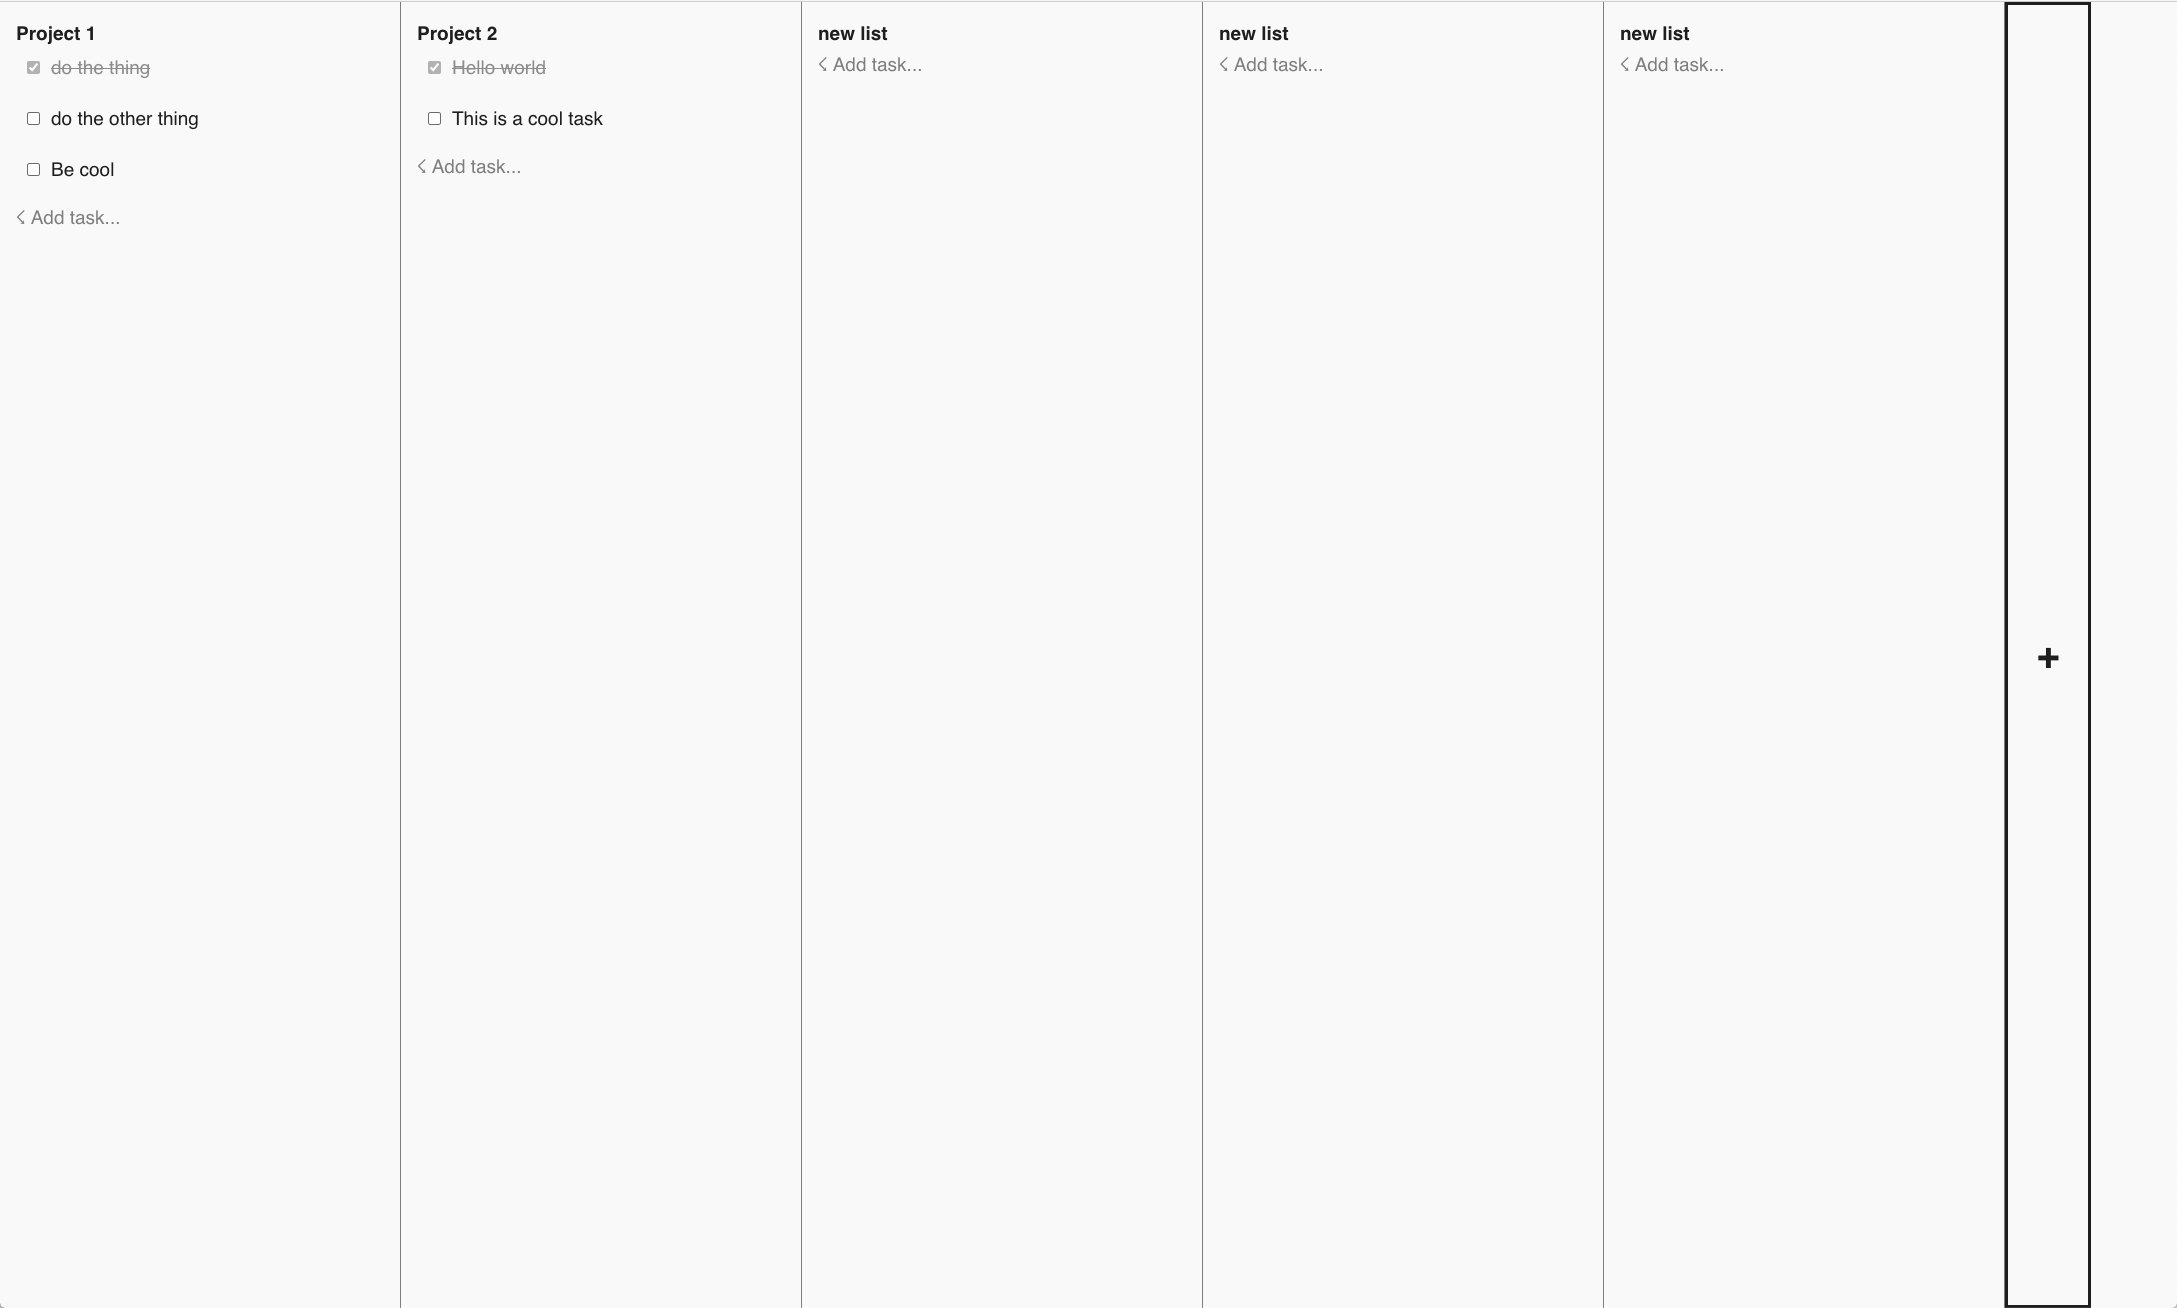 Project 1
do the thing
do the other thing
Be cool
Add task...
Project 2
Hello world
This is a cool task
Add task...
new list
Add task...
new list
Add task...
new list
Add task...
+